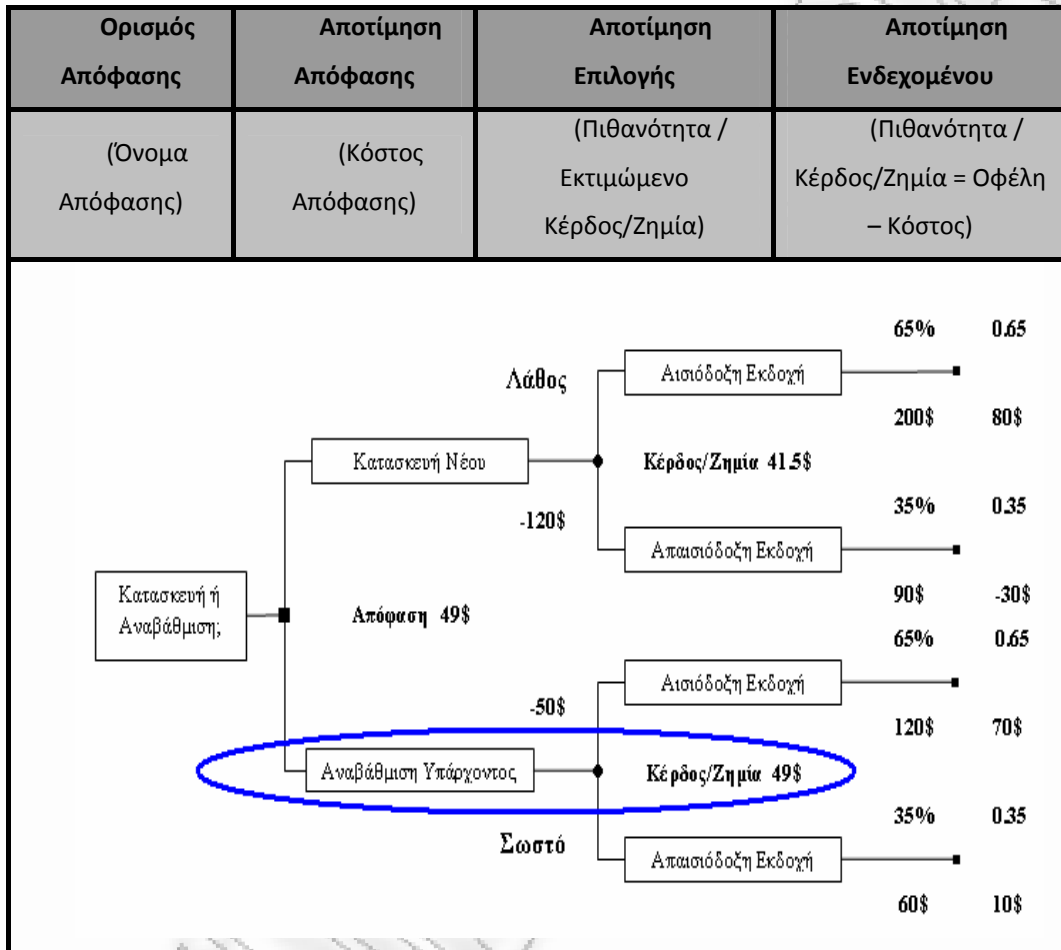 Ορισμός
Απόφασης
Αποτίμηση
Απόφασης
Αποτίμηση
Επιλογής
Αποτίμηση
Ενδεχομένου
(Όνομα
Απόφασης)
(Κόστος
Απόφασης)
(Πιθανότητα /
Εκτιμώμενο
Κέρδος/Ζημία)
(Πιθανότητα /
Κέρδος/Ζημία = Οφέλη
– Κόστος)
65% 0.65
Λάθος
Αισιόδοξη Εκδοχή
200$ 80$
Κατασκευή Νέου
Κέρδος/Ζημία 41.5$
35% 0.35
-120$
Απαισιόδοξη Εκδοχή
90$ -30$
Κατασκευή ή
Αναβάθμιση;
Απόφαση 49$
65% 0.65
Αισιόδοξη Εκδοχή
-50$
120$ 70$
Αναβάθμιση Υπάρχοντος
Κέρδος/Ζημία 49$
35% 0.35
Σωστό
Απαισιόδοξη Εκδοχή
60$ 10$